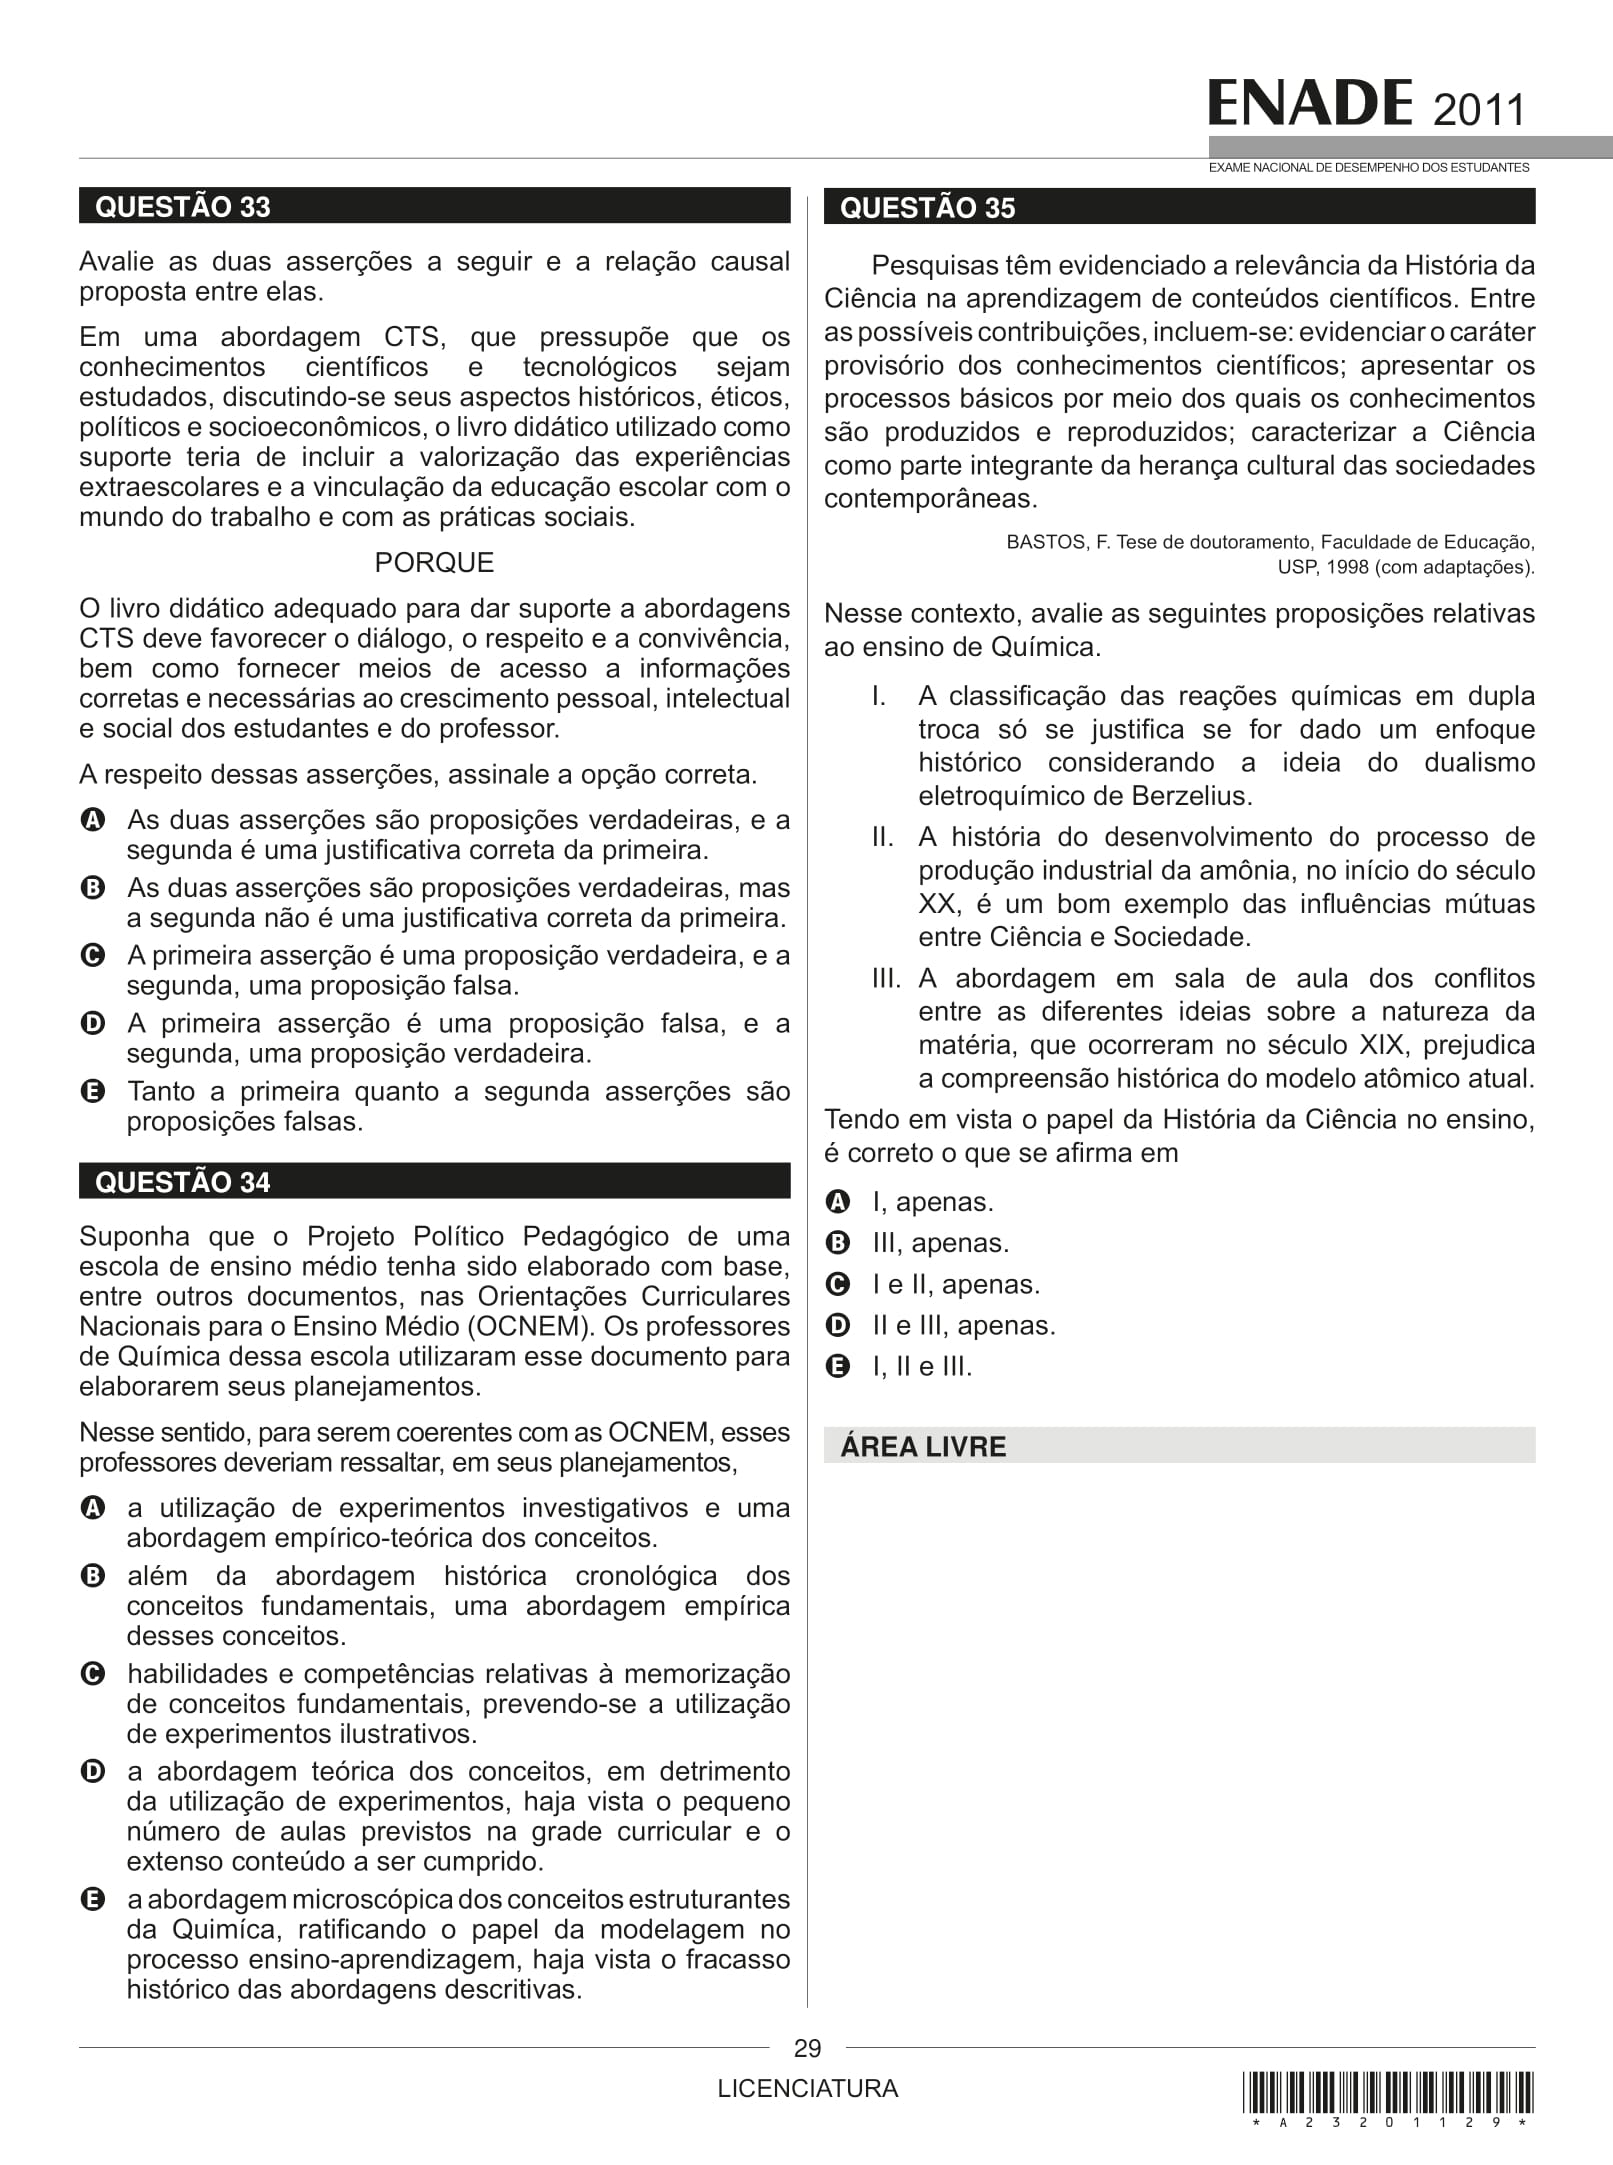 ENADE 2011
EXAME NACIONAL DE DESEMPENHO DOS ESTUDANTES
QUESTÃO 33
Avalie as duas asserções a seguir e a relação causal
proposta entre elas.
Em uma abordagem CTS, que pressupõe que os
conhecimentos científicos e tecnológicos sejam
estudados, discutindo-se seus aspectos históricos, éticos,
políticos e socioeconômicos, o livro didático utilizado como
suporte teria de incluir a valorização das experiências
extraescolares e a vinculação da educação escolar com o
mundo do trabalho e com as práticas sociais.
PORQUE
O livro didático adequado para dar suporte a abordagens
CTS deve favorecer o diálogo, o respeito e a convivência,
bem como fornecer meios de acesso a informações
corretas e necessárias ao crescimento pessoal, intelectual
e social dos estudantes e do professor.
A respeito dessas asserções, assinale a opção correta.
A As duas asserções são proposições verdadeiras, e a
segunda é uma justificativa correta da primeira.
B As duas asserções são proposições verdadeiras, mas
a segunda não é uma justificativa correta da primeira.
C A primeira asserção é uma proposição verdadeira, e a
segunda, uma proposição falsa.
D A primeira asserção é uma proposição falsa, e a
segunda, uma proposição verdadeira.
E Tanto a primeira quanto a segunda asserções são
proposições falsas.
QUESTÃO 34
Suponha que o Projeto Político Pedagógico de uma
escola de ensino médio tenha sido elaborado com base,
entre outros documentos, nas Orientações Curriculares
Nacionais para o Ensino Médio (OCNEM). Os professores
de Química dessa escola utilizaram esse documento para
elaborarem seus planejamentos.
Nesse sentido, para serem coerentes com as OCNEM, esses
professores deveriam ressaltar, em seus planejamentos,
A a utilização de experimentos investigativos e uma
abordagem empírico-teórica dos conceitos.
B além da abordagem histórica cronológica dos
conceitos fundamentais, uma abordagem empírica
desses conceitos.
C habilidades e competências relativas à memorização
de conceitos fundamentais, prevendo-se a utilização
de experimentos ilustrativos.
D a abordagem teórica dos conceitos, em detrimento
da utilização de experimentos, haja vista o pequeno
número de aulas previstos na grade curricular e o
extenso conteúdo a ser cumprido.
E a abordagem microscópica dos conceitos estruturantes
da Quimíca, ratificando o papel da modelagem no
processo ensino-aprendizagem, haja vista o fracasso
histórico das abordagens descritivas.
QUESTÃO 35
Pesquisas têm evidenciado a relevância da História da
Ciência na aprendizagem de conteúdos científicos. Entre
as possíveis contribuições, incluem-se: evidenciar o caráter
provisório dos conhecimentos científicos; apresentar os
processos básicos por meio dos quais os conhecimentos
são produzidos e reproduzidos; caracterizar a Ciência
como parte integrante da herança cultural das sociedades
contemporâneas.
BASTOS, F. Tese de doutoramento, Faculdade de Educação,
USP, 1998 (com adaptações).
Nesse contexto, avalie as seguintes proposições relativas
ao ensino de Química.
I. A classificação das reações químicas em dupla
troca só se justifica se for dado um enfoque
histórico considerando a ideia do dualismo
eletroquímico de Berzelius.
II. A história do desenvolvimento do processo de
produção industrial da amônia, no início do século
XX, é um bom exemplo das influências mútuas
entre Ciência e Sociedade.
III. A abordagem em sala de aula dos conflitos
entre as diferentes ideias sobre a natureza da
matéria, que ocorreram no século XIX, prejudica
a compreensão histórica do modelo atômico atual.
Tendo em vista o papel da História da Ciência no ensino,
é correto o que se afirma em
A I, apenas.
B III, apenas.
C I e II, apenas.
D II e III, apenas.
E I, II e III.
ÁREA LIVRE
29
LICENCIATURA
* A 2 3 2 0 1 1 2 9 *